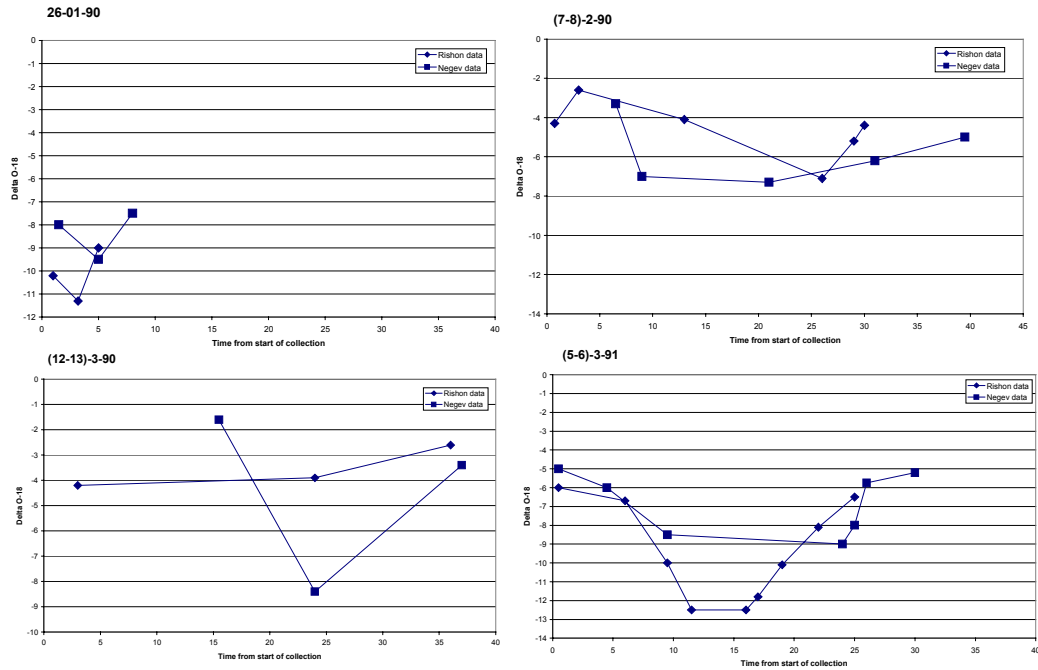 26-01-90
0
-1
-2
-3
-4
-5
-6
-7
-8
-9
-10
-11
-12
Delta O-18
0 5 10 15 20 25 30 35 40
Time from start of collection
Rishon data
Negev data
(7-8)-2-90
0
-2
-4
-6
-8
-10
-12
-14
Delta O-18
0 5 10 15 20 25 30 35 40 45
Time from start of collection
Rishon data
Negev data
(12-13)-3-90
0
-1
-2
-3
-4
-5
-6
-7
-8
-9
-10
Delta O-18
0 5 10 15 20 25 30 35 40
Time from start of collection
Rishon data
Negev data
(5-6)-3-91
0
-1
-2
-3
-4
-5
-6
-7
-8
-9
-10
-11
-12
-13
-14
Delta O-18
0 5 10 15 20 25 30 35 40
Time from start of collection
Rishon data
Negev data